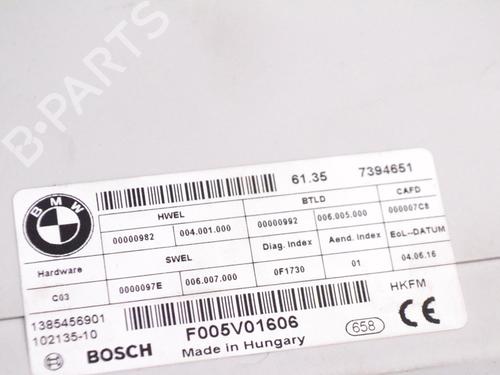 B-PARTS
BMW
61.35 7394651
HWEL BTLD CAFD
00000982 004.001.000 00000992 006.005.000 000007C8
Hardware SWEL Diag. Index Aend. Index EoL--DATUM
C03 0000097E 006.007.000 0F1730 01 04.06.16
1385456901 HKFM
102135-10 F005V01606 658 CE
BOSCH Made in Hungary